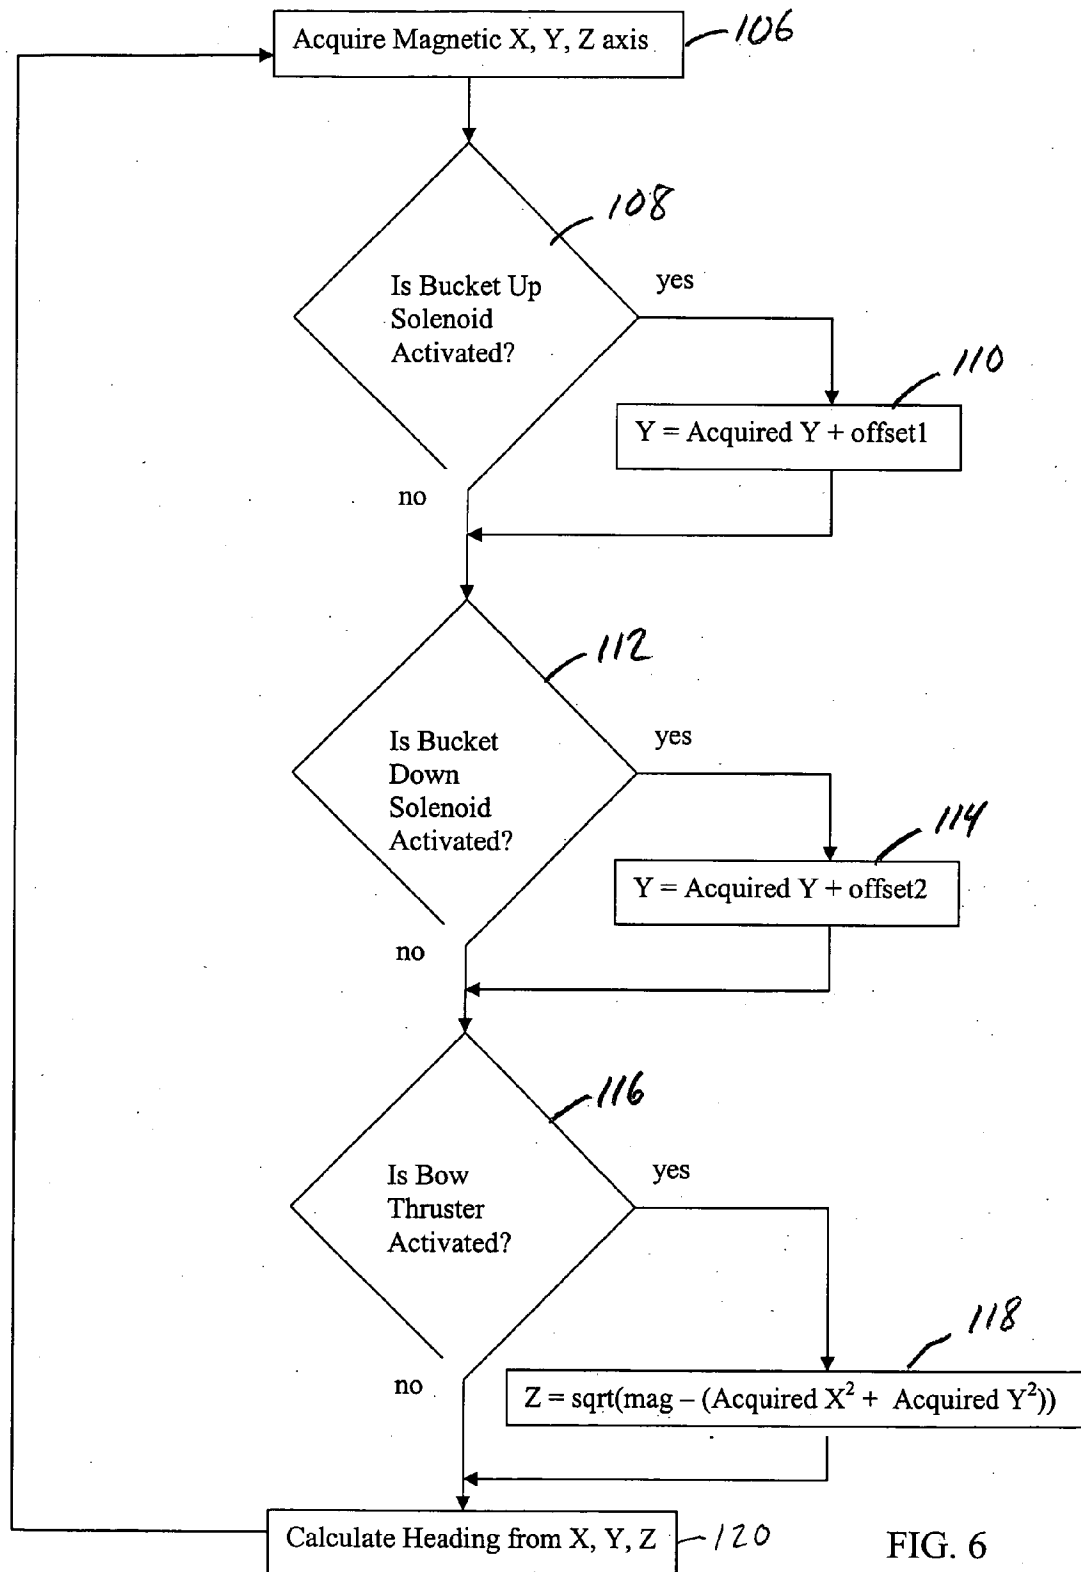 Acquire Magnetic X, Y, Z axis
106
108
Is Bucket Up
Solenoid
Activated?
yes
110
Y = Acquired Y + offset1
no
112
Is Bucket
Down
Solenoid
Activated?
yes
114
Y = Acquired Y + offset2
no
116
Is Bow
Thruster
Activated?
yes
118
Z = sqrt(mag – (Acquired X² + Acquired Y²))
no
Calculate Heading from X, Y, Z
120
FIG. 6